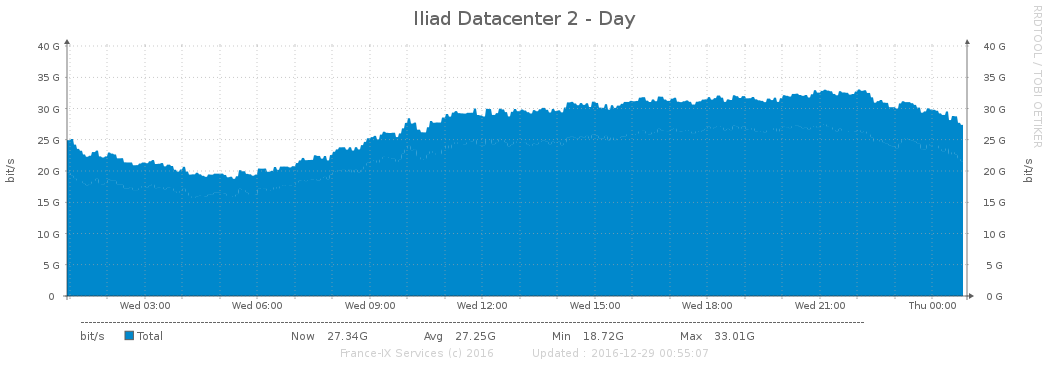 Iliad Datacenter 2 - Day
RRDTOOL / TOBI OETIKER
40 G 40 G
35 G 35 G
30 G 30 G
25 G 25 G
20 G 20 G
15 G 15 G
10 G 10 G
5 G 5 G
0 0 G
bit/s bit/s
Wed 03:00 Wed 06:00 Wed 09:00 Wed 12:00 Wed 15:00 Wed 18:00 Wed 21:00 Thu 00:00
bit/s Total Now 27.34G Avg 27.25G Min 18.72G Max 33.01G
France-IX Services (c) 2016 Updated : 2016-12-29 00:55:07